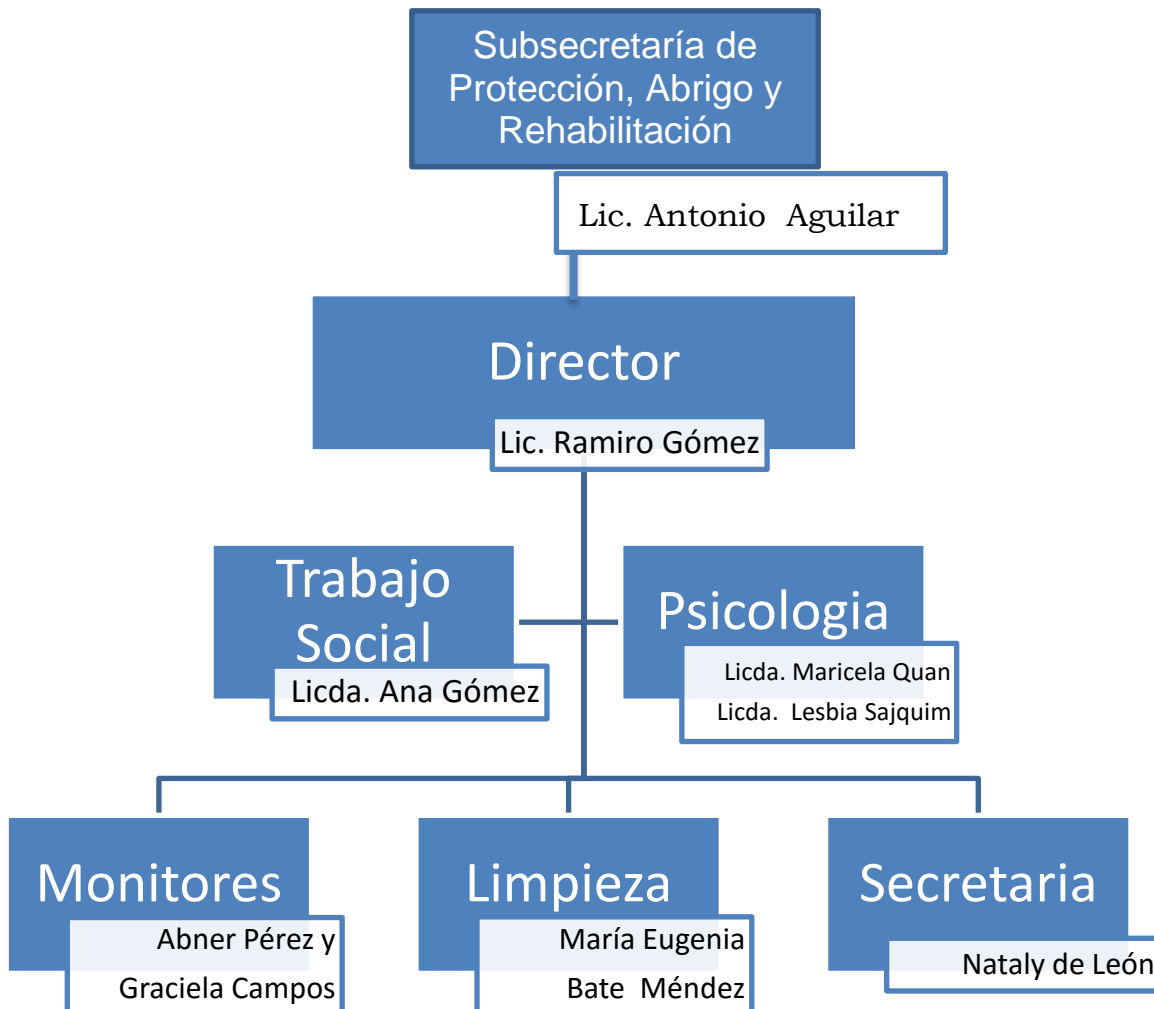 Subsecretaría de
Protección, Abrigo y
Rehabilitación
Lic. Antonio Aguilar
Director
Lic. Ramiro Gómez
Trabajo
Social
Licda. Ana Gómez
Psicologia
Licda. Maricela Quan
Licda. Lesbia Sajquim
Monitores
Abner Pérez y
Graciela Campos
Limpieza
María Eugenia
Bate Méndez
Secretaria
Nataly de León